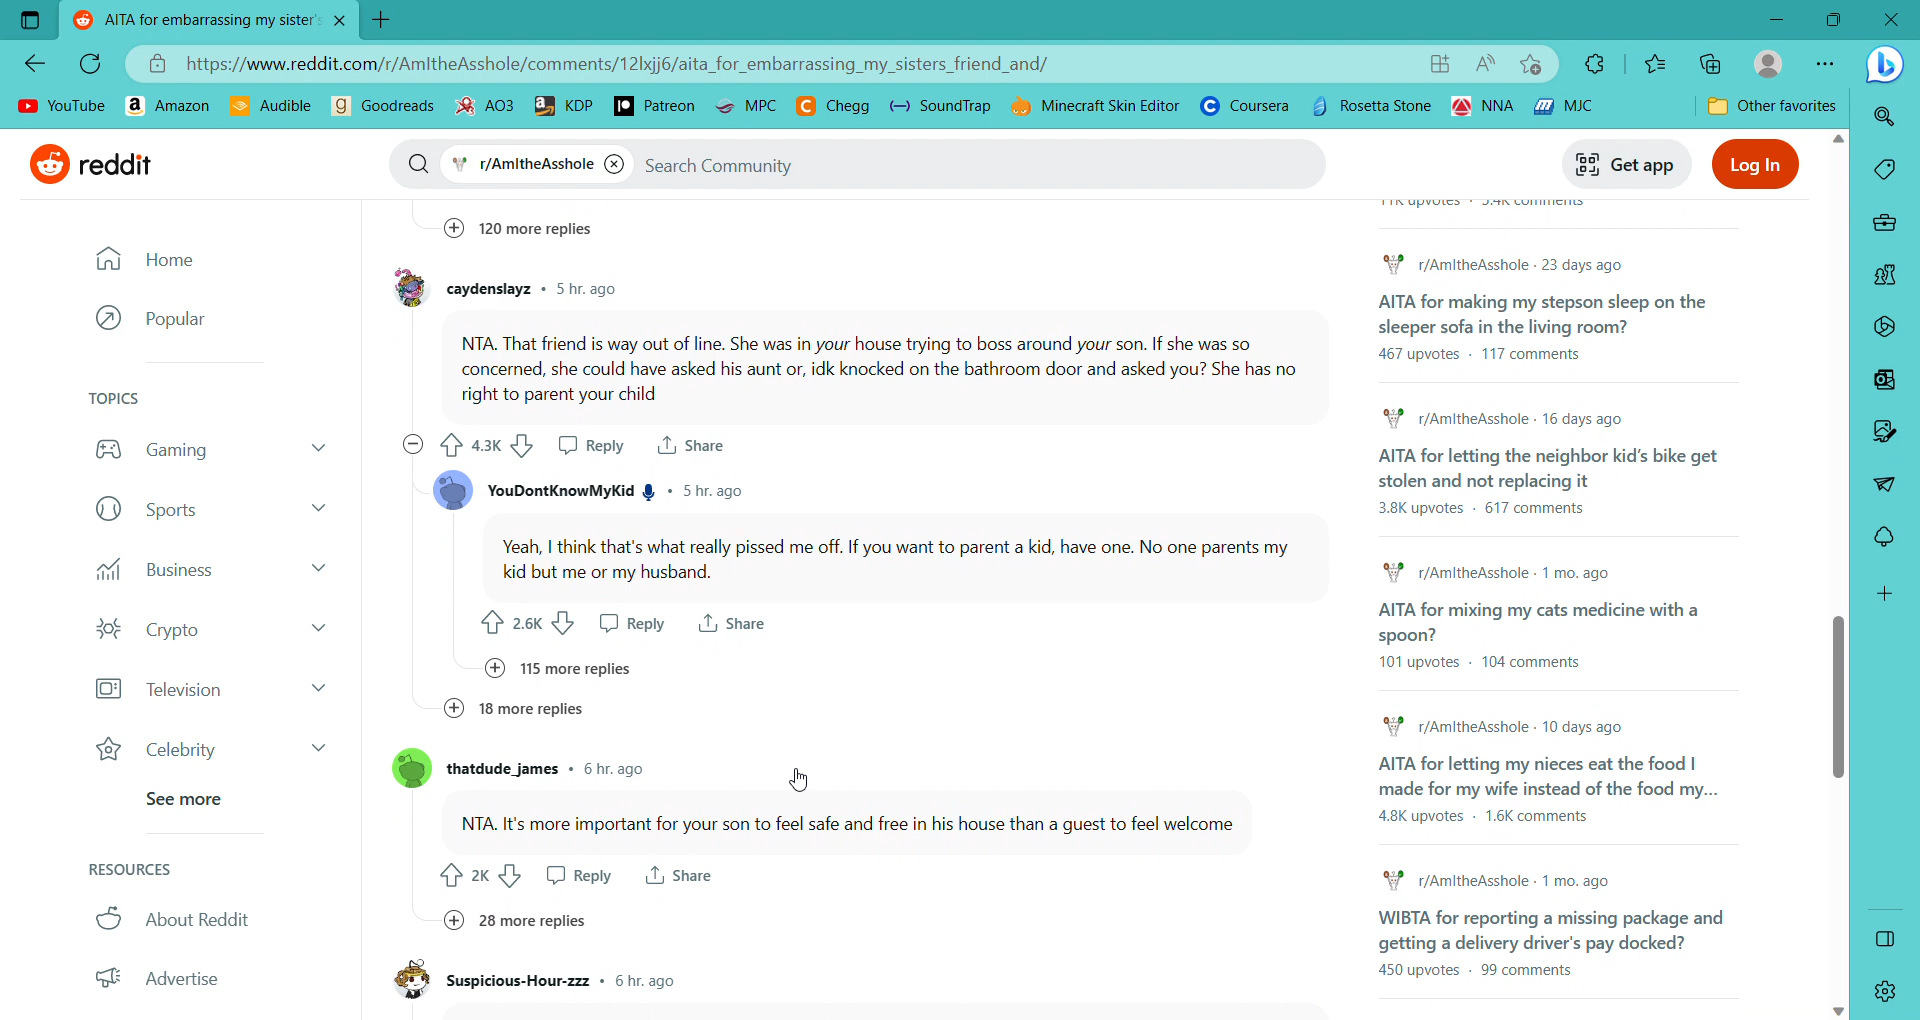 AITA for embarrassing my sister's
https://www.reddit.com/r/AmItheAsshole/comments/12lxjj6/aita_for_embarrassing_my_sisters_friend_and/
YouTube Amazon Audible Goodreads AO3 KDP Patreon MPC Chegg SoundTrap Minecraft Skin Editor Coursera Rosetta Stone NNA MJC Other favorites
reddit r/AmItheAsshole Search Community Get app Log In
Home
Popular
TOPICS
Gaming
Sports
Business
Crypto
Television
Celebrity
See more
RESOURCES
About Reddit
Advertise
120 more replies
caydenslayz • 5 hr. ago
NTA. That friend is way out of line. She was in your house trying to boss around your son. If she was so
concerned, she could have asked his aunt or, idk knocked on the bathroom door and asked you? She has no
right to parent your child
4.3K Reply Share
YouDontKnowMyKid • 5 hr. ago
Yeah, I think that's what really pissed me off. If you want to parent a kid, have one. No one parents my
kid but me or my husband.
2.6K Reply Share
115 more replies
18 more replies
thatdude_james • 6 hr. ago
NTA. It's more important for your son to feel safe and free in his house than a guest to feel welcome
2K Reply Share
28 more replies
Suspicious-Hour-zzz • 6 hr. ago
r/AmItheAsshole · 23 days ago
AITA for making my stepson sleep on the
sleeper sofa in the living room?
467 upvotes · 117 comments
r/AmItheAsshole · 16 days ago
AITA for letting the neighbor kid's bike get
stolen and not replacing it
3.8K upvotes · 617 comments
r/AmItheAsshole · 1 mo. ago
AITA for mixing my cats medicine with a
spoon?
101 upvotes · 104 comments
r/AmItheAsshole · 10 days ago
AITA for letting my nieces eat the food I
made for my wife instead of the food my...
4.8K upvotes · 1.6K comments
r/AmItheAsshole · 1 mo. ago
WIBTA for reporting a missing package and
getting a delivery driver's pay docked?
450 upvotes · 99 comments